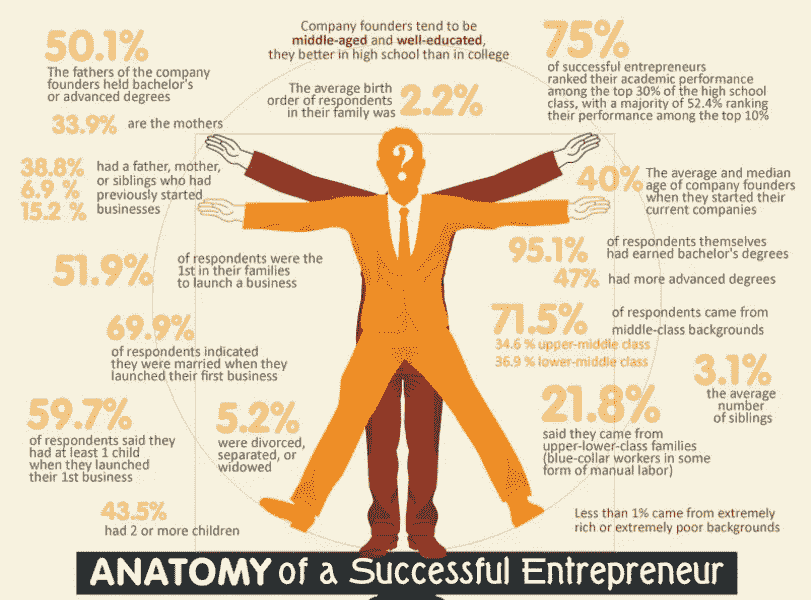 50.1%
The fathers of the company
founders held bachelor's
or advanced degrees
33.9% are the mothers
38.8%
6.9 %
15.2 %
had a father, mother,
or siblings who had
previously started
businesses
51.9%
of respondents were the
1st in their families
to launch a business
69.9%
of respondents indicated
they were married when they
launched their first business
59.7%
of respondents said they
had at least 1 child
when they launched
their 1st business
5.2%
were divorced,
separated, or
widowed
43.5%
had 2 or more children
Company founders tend to be
middle-aged and well-educated,
they better in high school than in college
The average birth
order of respondents
in their family was
2.2%
?
75%
of successful entrepreneurs
ranked their academic performance
among the top 30% of the high school
class, with a majority of 52.4% ranking
their performance among the top 10%
40%
The average and median
age of company founders
when they started their
current companies
95.1%
of respondents themselves
had earned bachelor's degrees
47% had more advanced degrees
71.5%
of respondents came from
middle-class backgrounds
34.6 % upper-middle class
36.9 % lower-middle class
3.1%
the average
number
of siblings
21.8%
said they came from
upper-lower-class families
(blue-collar workers in some
form of manual labor)
Less than 1% came from extremely
rich or extremely poor backgrounds
ANATOMY of a Successful Entrepreneur